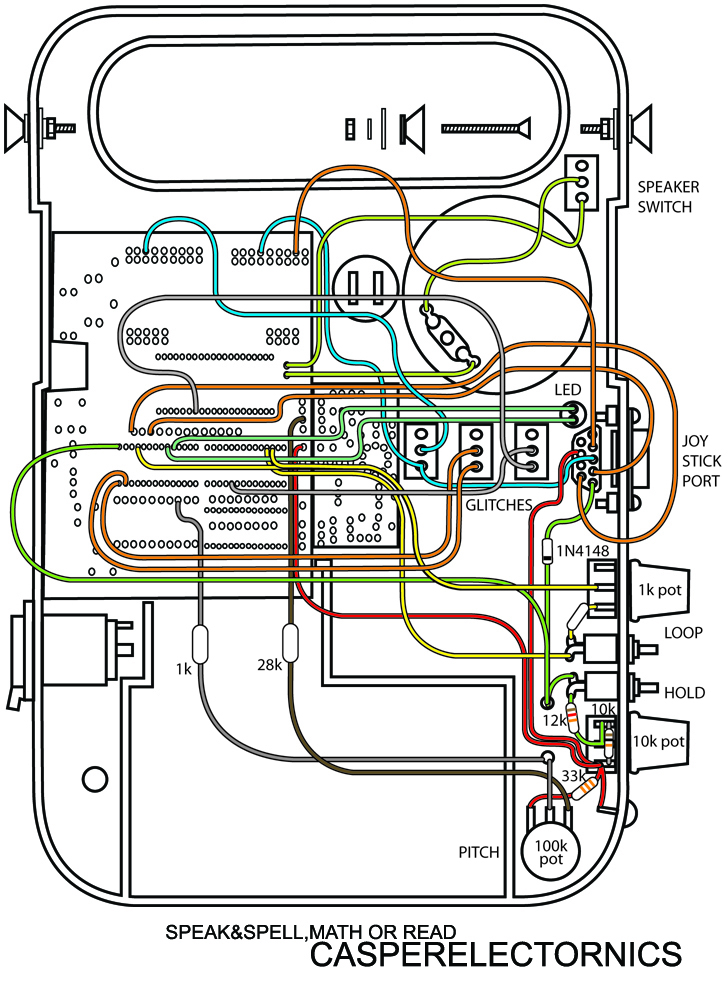 SPEAKER
SWITCH
LED
JOY
STICK
PORT
GLITCHES
1N4148
1k pot
LOOP
1k
28k
HOLD
12k
10k
10k pot
33k
PITCH
100k
pot
SPEAK&SPELL,MATH OR READ
CASPERELECTORNICS